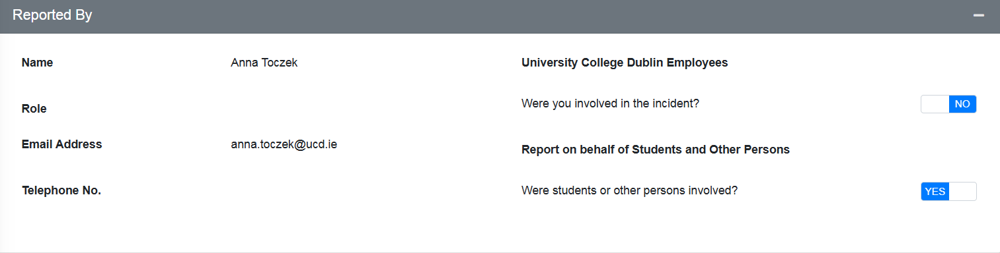 Reported By
Name Anna Toczek
Role
Email Address anna.toczek@ucd.ie
Telephone No.
University College Dublin Employees
Were you involved in the incident? NO
Report on behalf of Students and Other Persons
Were students or other persons involved? YES